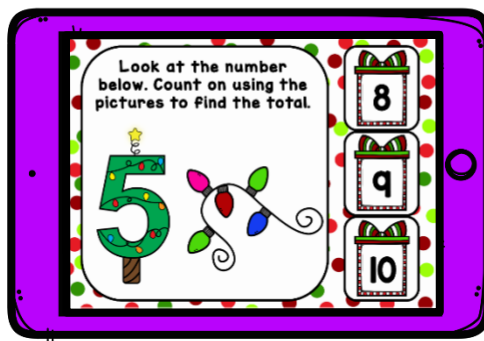 Look at the number
below. Count on using the
pictures to find the total.
5
8
9
10